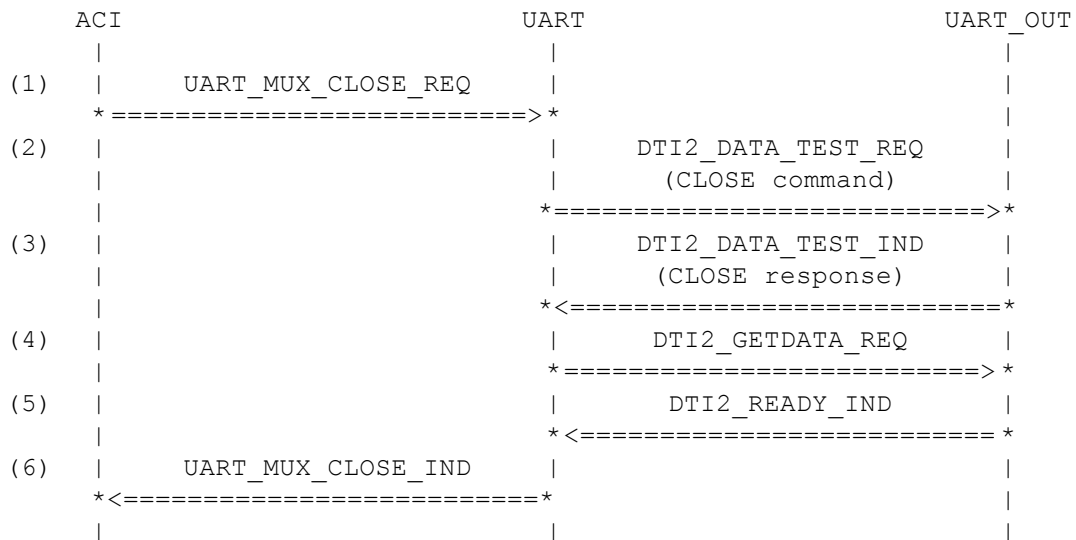 ACI UART UART_OUT
(1) UART_MUX_CLOSE_REQ
(2) DTI2_DATA_TEST_REQ
(CLOSE command)
(3) DTI2_DATA_TEST_IND
(CLOSE response)
(4) DTI2_GETDATA_REQ
(5) DTI2_READY_IND
(6) UART_MUX_CLOSE_IND